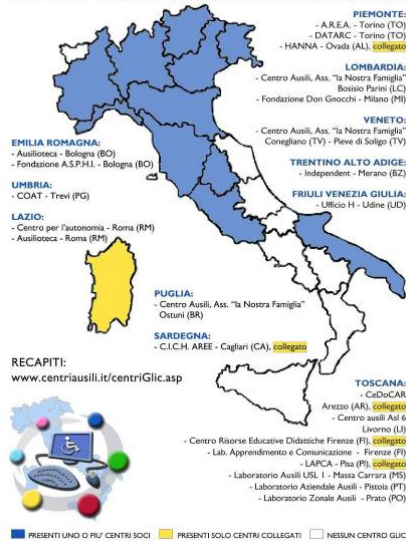 PIEMONTE:
- A.R.E.A. - Torino (TO)
- DATARC - Torino (TO)
- HANNA - Ovada (AL), collegato
LOMBARDIA:
- Centro Ausili, Ass. "la Nostra Famiglia"
Bosisio Parini (LC)
- Fondazione Don Gnocchi - Milano (MI)
VENETO:
- Centro Ausili, Ass. "la Nostra Famiglia"
Conegliano (TV) - Pieve di Soligo (TV)
TRENTINO ALTO ADIGE:
- Independent - Merano (BZ)
FRIULI VENEZIA GIULIA:
- Ufficio H - Udine (UD)
EMILIA ROMAGNA:
- Ausilioteca - Bologna (BO)
- Fondazione A.S.P.H.I. - Bologna (BO)
UMBRIA:
- COAT - Trevi (PG)
LAZIO:
- Centro per l'autonomia - Roma (RM)
- Ausilioteca - Roma (RM)
PUGLIA:
- Centro Ausili, Ass. "la Nostra Famiglia"
Ostuni (BR)
SARDEGNA:
- C.I.C.H. AREE - Cagliari (CA), collegato
RECAPITI:
www.centriausili.it/centriGlic.asp
TOSCANA:
- CeDoCAR
Arezzo (AR), collegato
- Centro ausili Asl 6
Livorno (LI)
- Centro Risorse Educative Didattiche Firenze (FI), collegato
- Lab. Apprendimento e Comunicazione - Firenze (FI)
- LAPCA - Pisa (PI), collegato
- Laboratorio Ausili USL 1 - Massa Carrara (MS)
- Laboratorio Aziendale Ausili - Pistoia (PT)
- Laboratorio Zonale Ausili - Prato (PO)
PRESENTI UNO O PIU' CENTRI SOCI
PRESENTI SOLO CENTRI COLLEGATI
NESSUN CENTRO GLIC